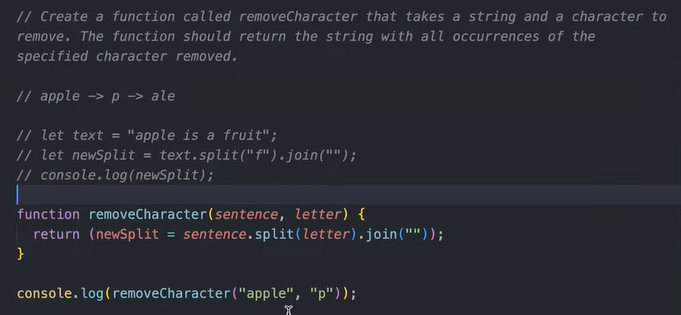 // Create a function called removeCharacter that takes a string and a character to
remove. The function should return the string with all occurrences of the
specified character removed.
// apple -> p -> ale
// let text = "apple is a fruit";
// let newSplit = text.split("f").join("");
// console.log(newSplit);
function removeCharacter(sentence, letter) {
return (newSplit = sentence.split(letter).join(""));
}
console.log(removeCharacter("apple", "p"));